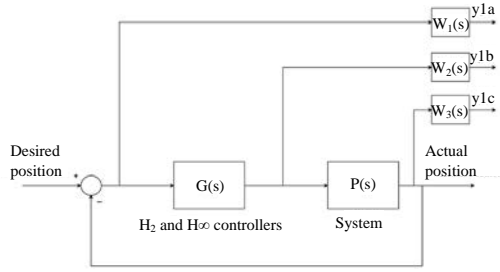 y1a
W₁(s)
y1b
W₂(s)
y1c
W₃(s)
Desired
position
Actual
position
+
−
G(s)
P(s)
H₂ and H∞ controllers
System